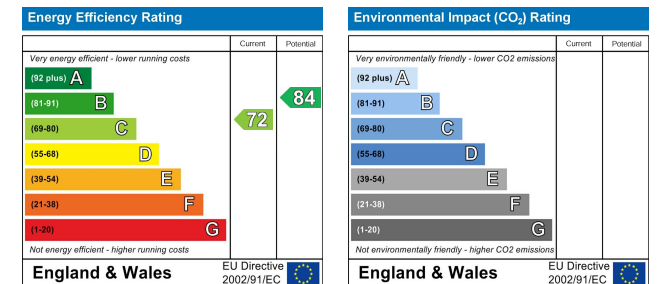 Energy Efficiency Rating
Current Potential
Very energy efficient - lower running costs
(92 plus) A
(81-91) B
(69-80) C
(55-68) D
(39-54) E
(21-38) F
(1-20) G
72
84
Not energy efficient - higher running costs
England & Wales
EU Directive
2002/91/EC
Environmental Impact (CO₂) Rating
Current Potential
Very environmentally friendly - lower CO2 emissions
(92 plus) A
(81-91) B
(69-80) C
(55-68) D
(39-54) E
(21-38) F
(1-20) G
Not environmentally friendly - higher CO2 emissions
England & Wales
EU Directive
2002/91/EC